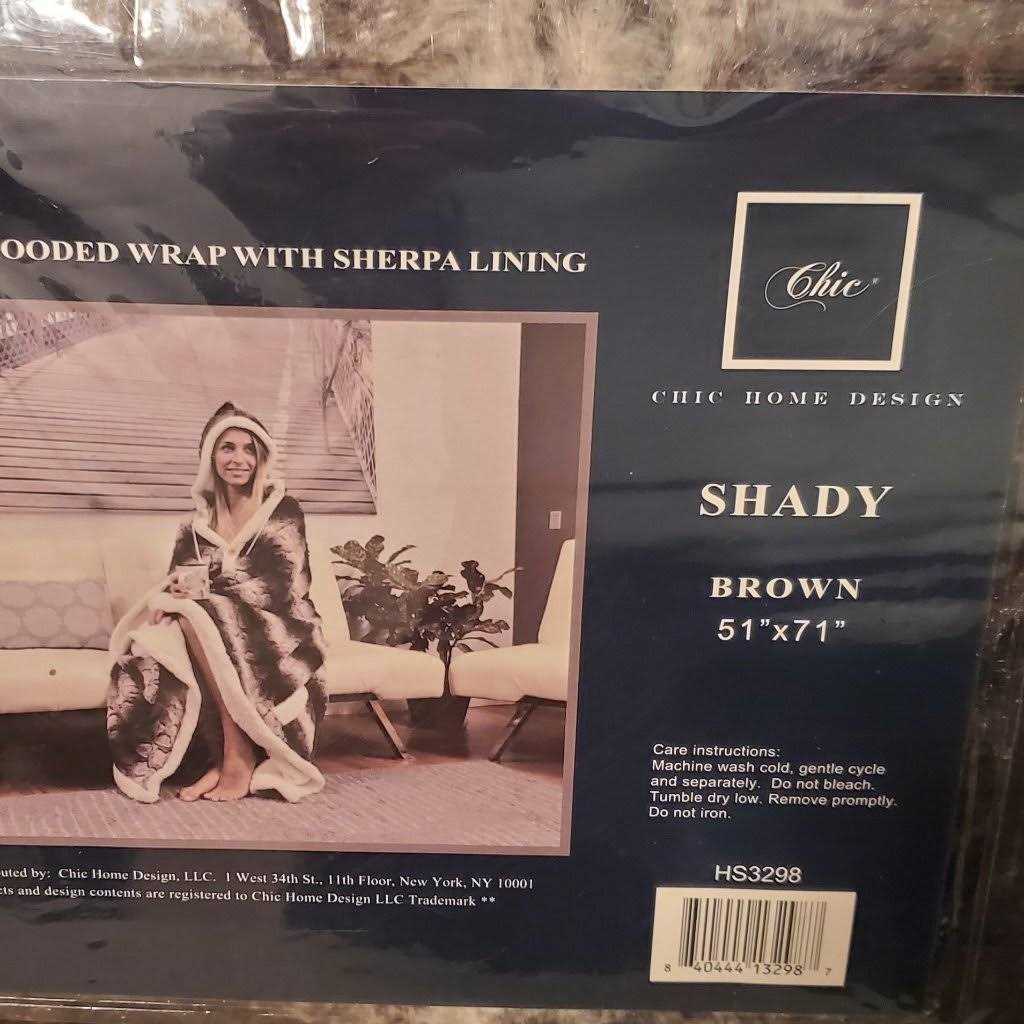 OODED WRAP WITH SHERPA LINING
Chic
CHIC HOME DESIGN
SHADY
BROWN
51”x71”
Care instructions:
Machine wash cold, gentle cycle
and separately. Do not bleach.
Tumble dry low. Remove promptly.
Do not iron.
uted by: Chic Home Design, LLC. 1 West 34th St., 11th Floor, New York, NY 10001
cts and design contents are registered to Chic Home Design LLC Trademark **
HS3298
8 40444 13298 7